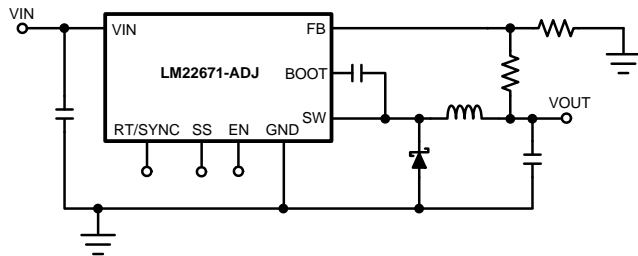 VIN
VIN
FB
LM22671-ADJ
BOOT
SW
VOUT
RT/SYNC
SS
EN
GND